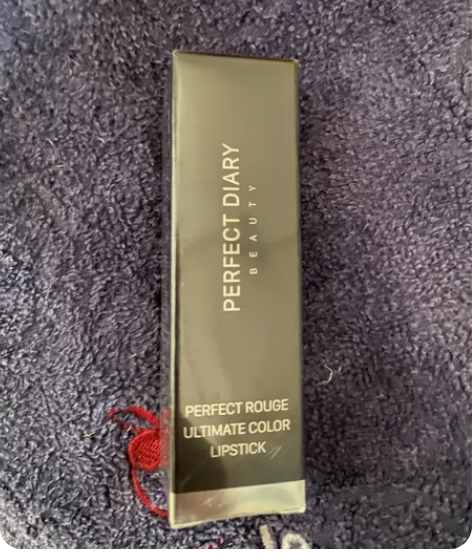 PERFECT DIARY
BEAUTY
PERFECT ROUGE
ULTIMATE COLOR
LIPSTICK